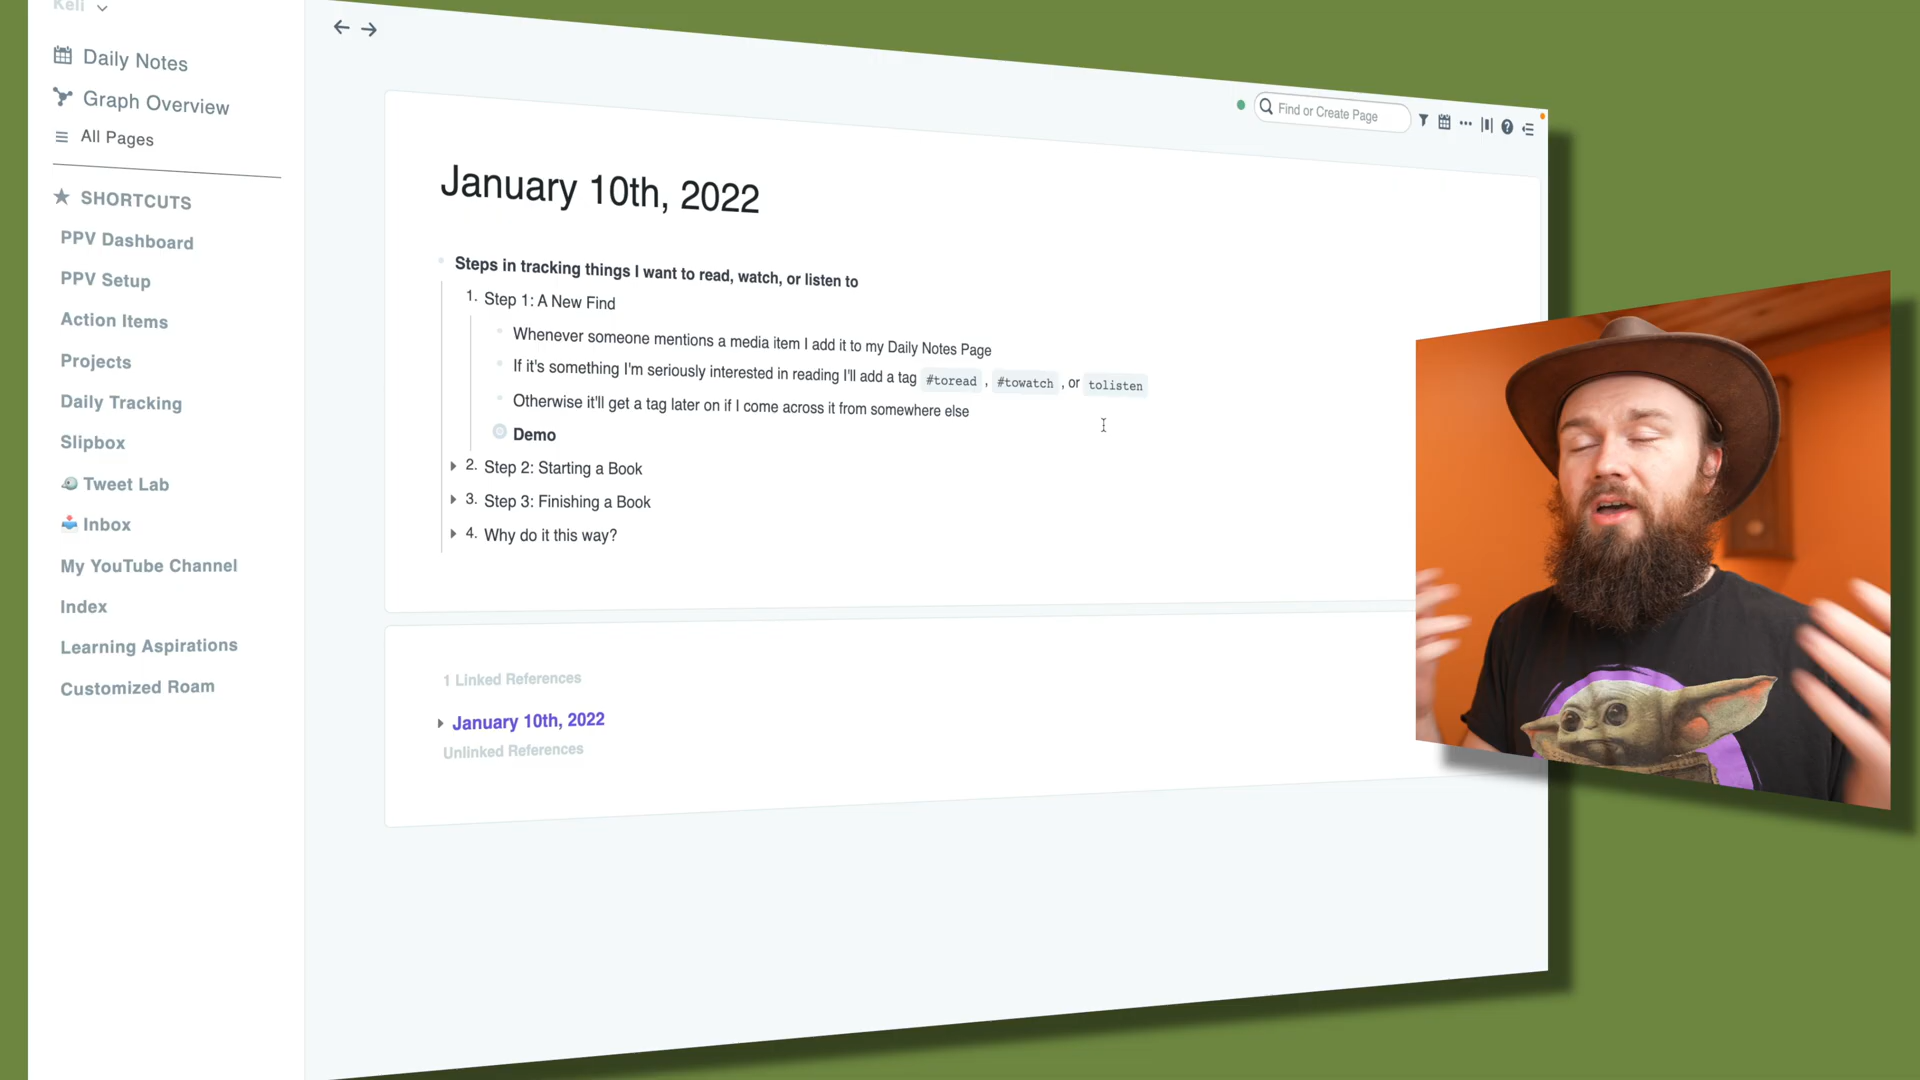 Keli
Daily Notes
Graph Overview
All Pages
SHORTCUTS
PPV Dashboard
PPV Setup
Action Items
Projects
Daily Tracking
Slipbox
Tweet Lab
Inbox
My YouTube Channel
Index
Learning Aspirations
Customized Roam
Find or Create Page
January 10th, 2022
Steps in tracking things I want to read, watch, or listen to
1. Step 1: A New Find
Whenever someone mentions a media item I add it to my Daily Notes Page
If it's something I'm seriously interested in reading I'll add a tag #toread , #towatch , or tolisten
Otherwise it'll get a tag later on if I come across it from somewhere else
Demo
2. Step 2: Starting a Book
3. Step 3: Finishing a Book
4. Why do it this way?
1 Linked References
January 10th, 2022
Unlinked References